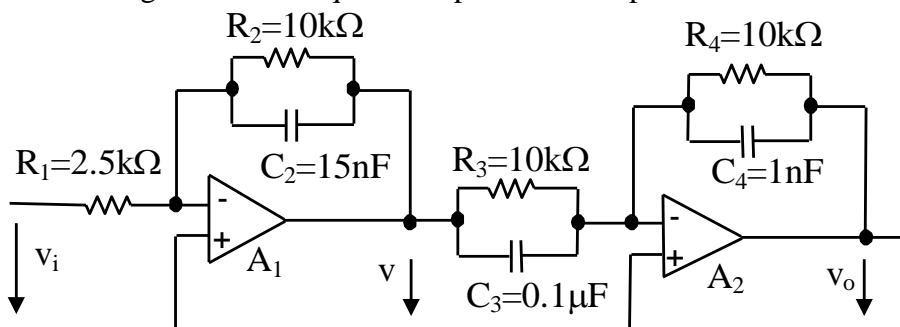 R2=10kΩ
R4=10kΩ
R1=2.5kΩ
C2=15nF
R3=10kΩ
C4=1nF
-
+
A1
-
+
A2
vi
v
C3=0.1μF
vo